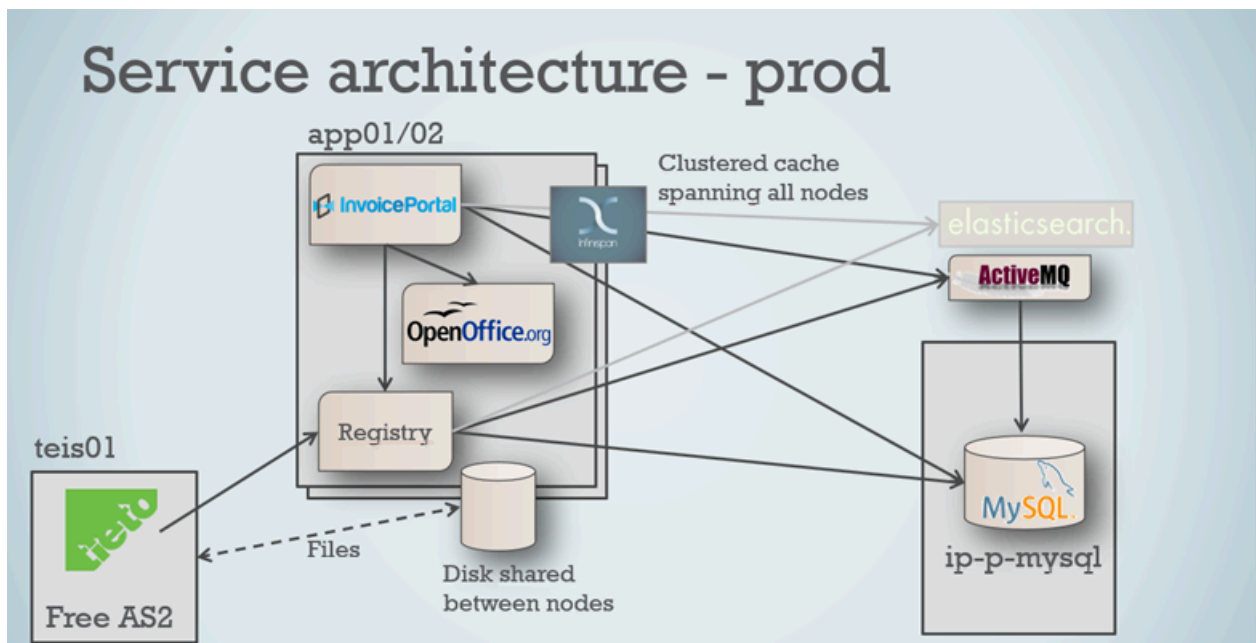 Service architecture - prod
app01/02
InvoicePortal
Infinispan
Clustered cache
spanning all nodes
elasticsearch.
ActiveMQ
OpenOffice.org
Registry
teis01
Files
Free AS2
Disk shared
between nodes
MySQL
ip-p-mysql